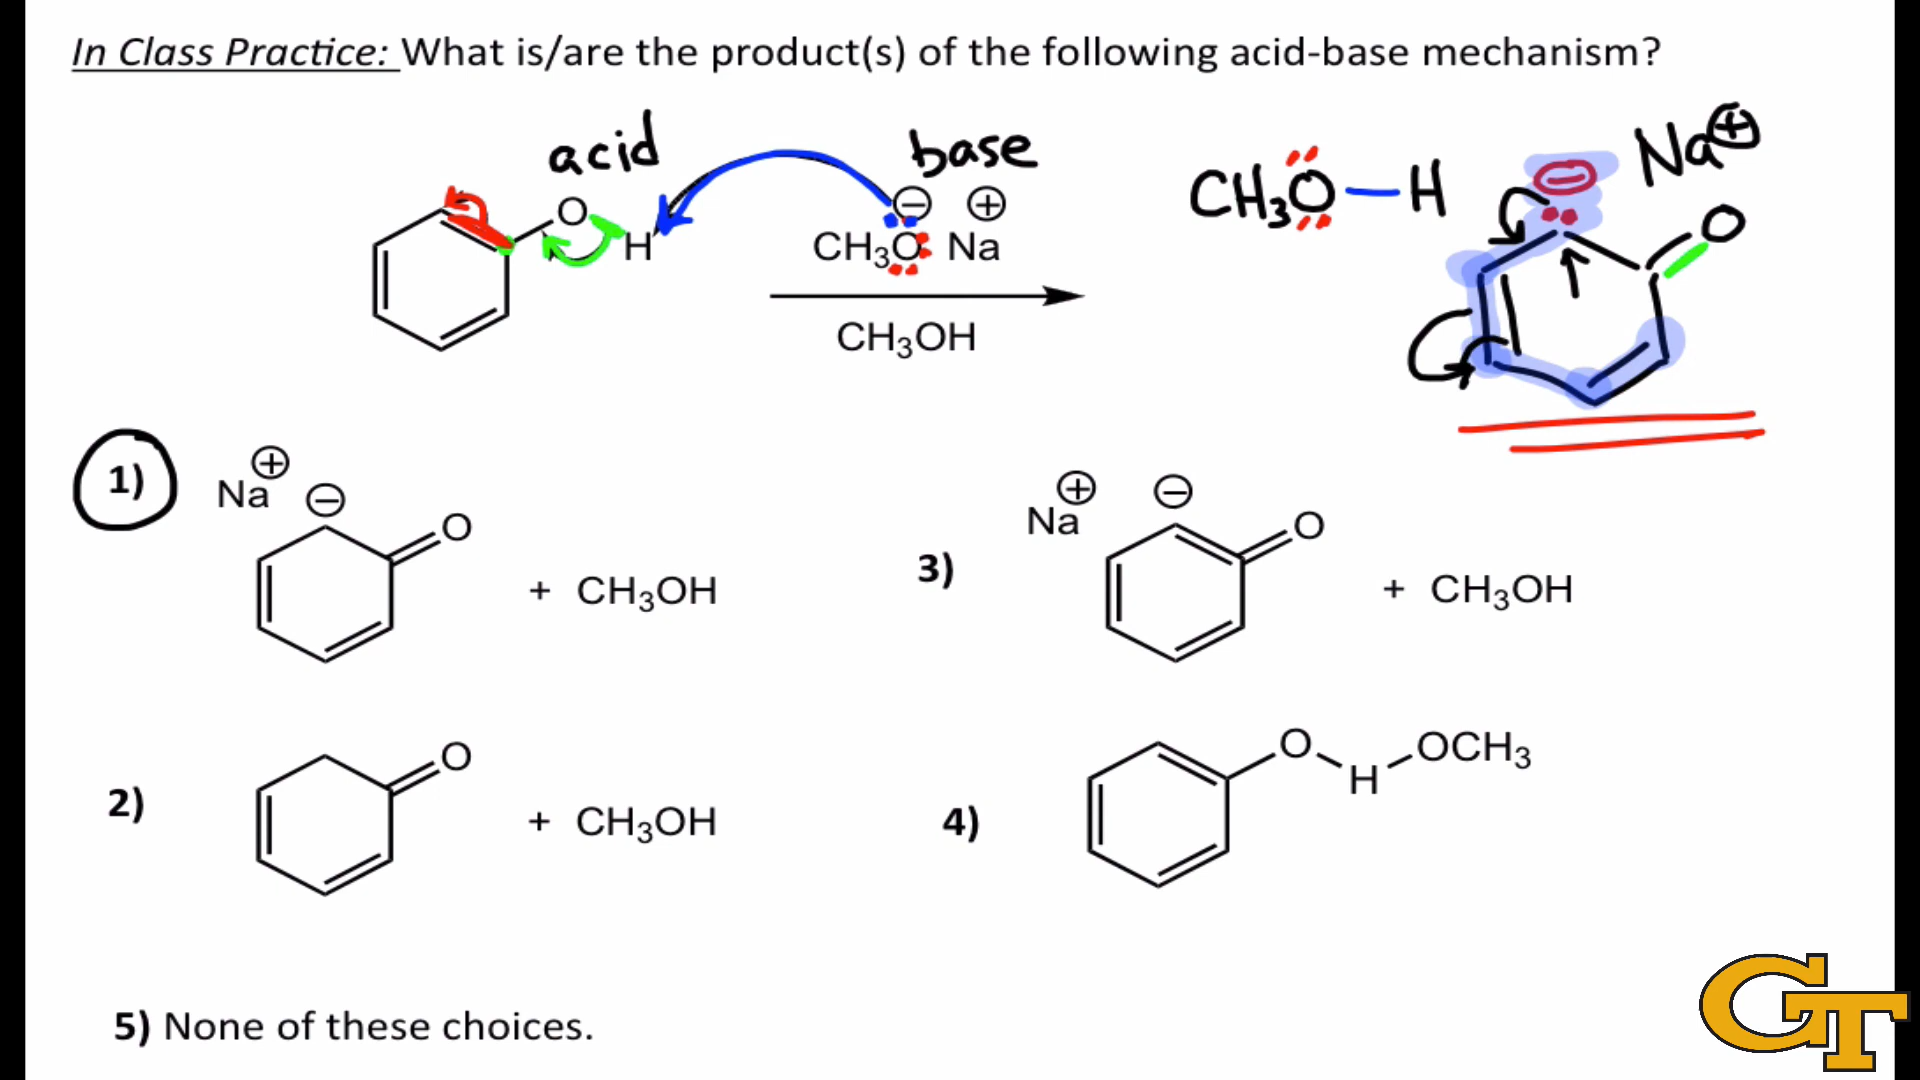 In Class Practice: What is/are the product(s) of the following acid-base mechanism?
acid
base
O
H
⊖ ⊕
CH₃O Na
CH₃OH
CH₃O—H
⊖
Na⊕
O
1)
Na⊕
⊖
O
+ CH₃OH
3)
Na⊕
⊖
O
+ CH₃OH
2)
O
+ CH₃OH
4)
O
H
OCH₃
5) None of these choices.
GT